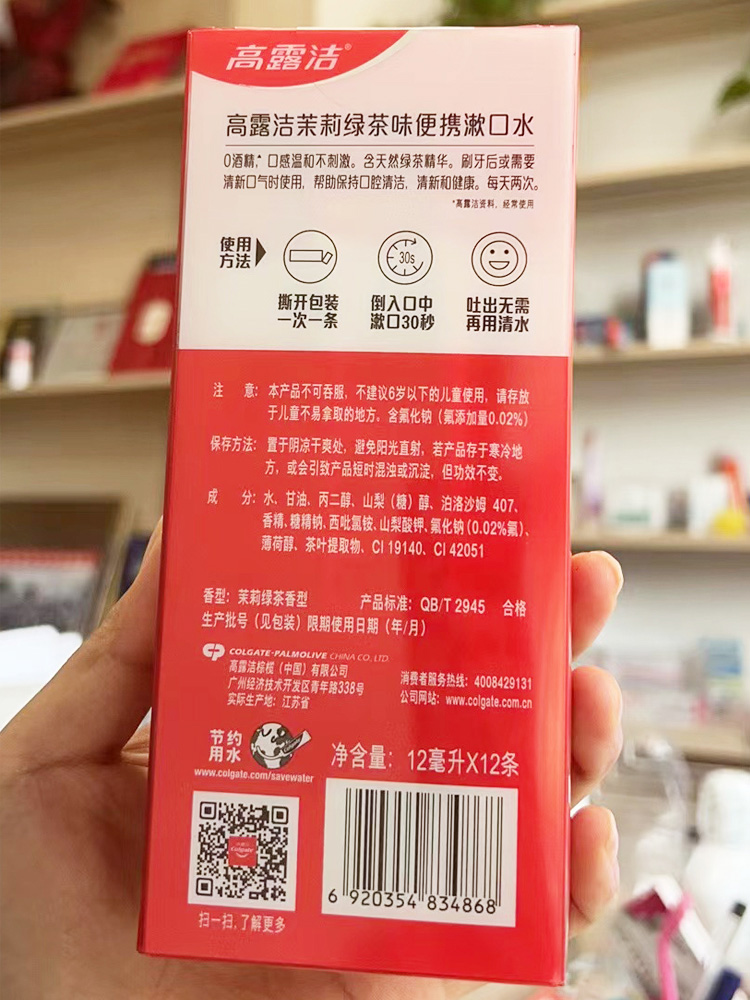 高露洁®
高露洁茉莉绿茶味便携漱口水
0酒精,* 口感温和不刺激。含天然绿茶精华。刷牙后或需要
清新口气时使用，帮助保持口腔清洁，清新和健康。每天两次。
*高露洁资料，经常使用
使用
方法
30s
撕开包装
一次一条
倒入口中
漱口30秒
吐出无需
再用清水
注 意: 本产品不可吞服，不建议6岁以下的儿童使用，请存放
于儿童不易拿取的地方。含氟化钠（氟添加量0.02%）
保存方法: 置于阴凉干爽处，避免阳光直射，若产品存于寒冷地
方，或会引致产品短时混浊或沉淀，但功效不变。
成 分: 水、甘油、丙二醇、山梨（糖）醇、泊洛沙姆 407、
香精、糖精钠、西吡氯铵、山梨酸钾、氟化钠（0.02%氟）、
薄荷醇、茶叶提取物、CI 19140、CI 42051
香型：茉莉绿茶香型 产品标准：QB/T 2945 合格
生产批号（见包装）限期使用日期（年/月）
CP COLGATE-PALMOLIVE CHINA CO., LTD.
高露洁棕榄（中国）有限公司
广州经济技术开发区青年路338号
实际生产地：江苏省
消费者服务热线：4008429131
公司网站：www.colgate.com.cn
节约
用水
www.colgate.com/savewater
净含量： 12毫升X12条
Colgate
6 920354 834868
扫一扫,了解更多